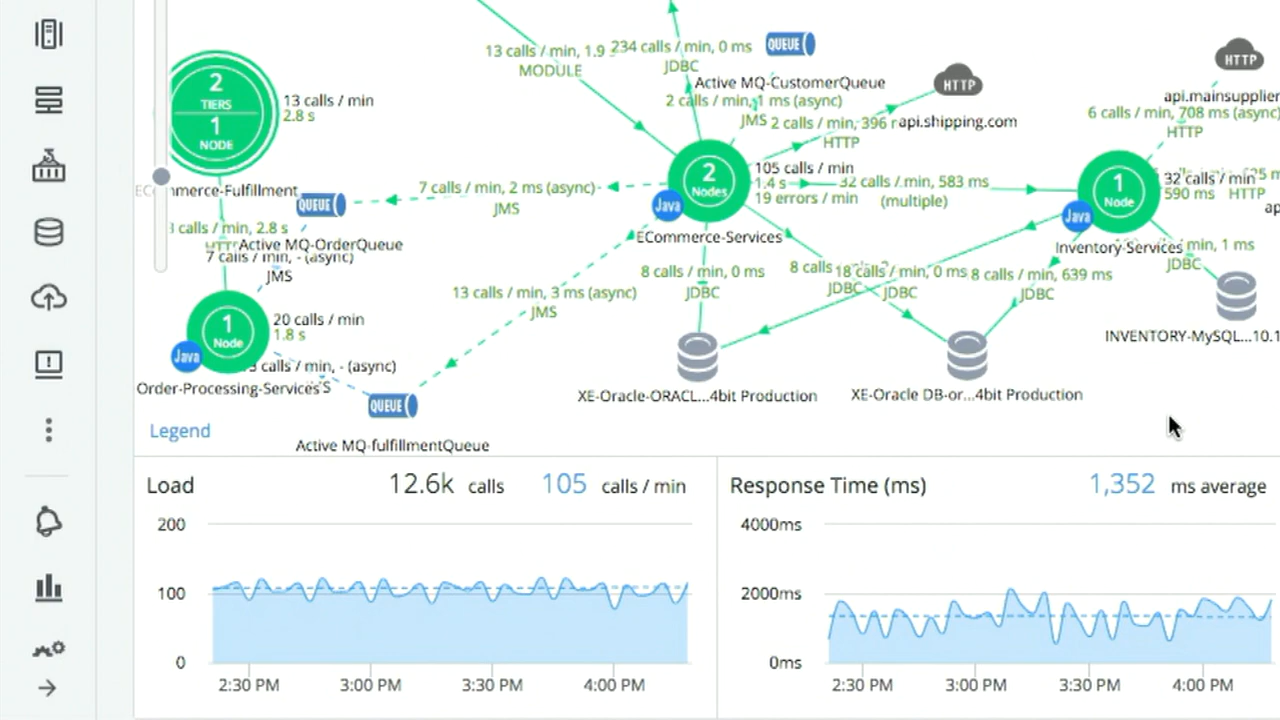 13 calls / min, 1.9
MODULE
234 calls / min, 0 ms
JDBC
QUEUE
Active MQ-CustomerQueue
2 calls / min, 1 ms (async)
JMS
HTTP
2 calls / min, 396
HTTP
api.shipping.com
HTTP
api.mainsupplier
6 calls / min, 708 ms (async)
HTTP
2
TIERS
1
NODE
13 calls / min
2.8 s
ECommerce-Fulfillment
QUEUE
Active MQ-OrderQueue
calls / min, 2.8 s
7 calls / min, - (async)
JMS
7 calls / min, 2 ms (async)
JMS
2
Nodes
Java
105 calls / min
1.4 s
19 errors / min
ECommerce-Services
32 calls / min, 583 ms
(multiple)
1
Node
Java
32 calls / min
590 ms
HTTP
Inventory-Services
min, 1 ms
JDBC
INVENTORY-MySQL...10.1
8 calls / min, 0 ms
JDBC
8 calls
JDBC
18 calls / min, 0 ms
JDBC
8 calls / min, 639 ms
JDBC
13 calls / min, 3 ms (async)
JMS
1
Node
Java
20 calls / min
1.8 s
calls / min, - (async)
Order-Processing-Services
QUEUE
Active MQ-fulfillmentQueue
XE-Oracle-ORACL...4bit Production
XE-Oracle DB-or...4bit Production
Legend
Load
12.6k calls
105 calls / min
200
100
0
2:30 PM
3:00 PM
3:30 PM
4:00 PM
Response Time (ms)
1,352 ms average
4000ms
2000ms
0ms
2:30 PM
3:00 PM
3:30 PM
4:00 PM